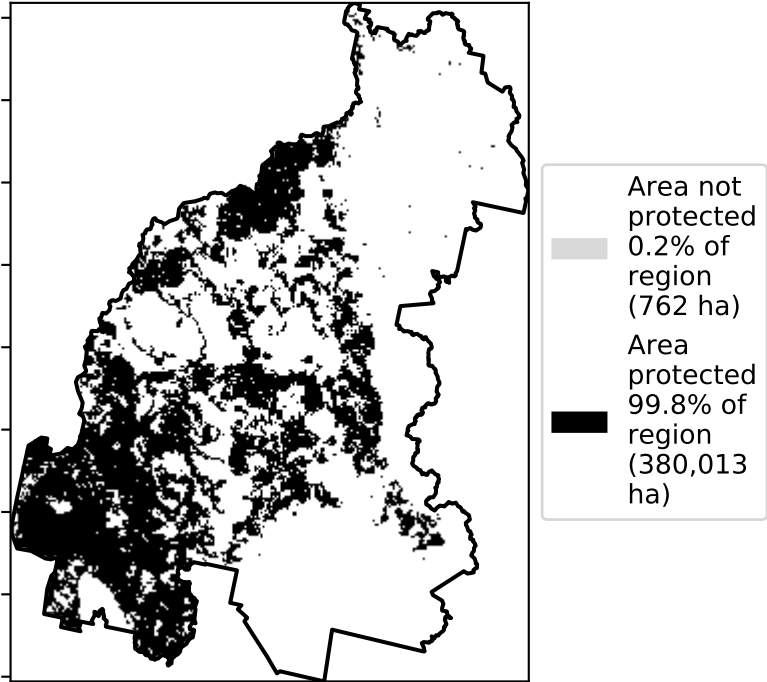 Area not
protected
0.2% of
region
(762 ha)
Area
protected
99.8% of
region
(380,013
ha)